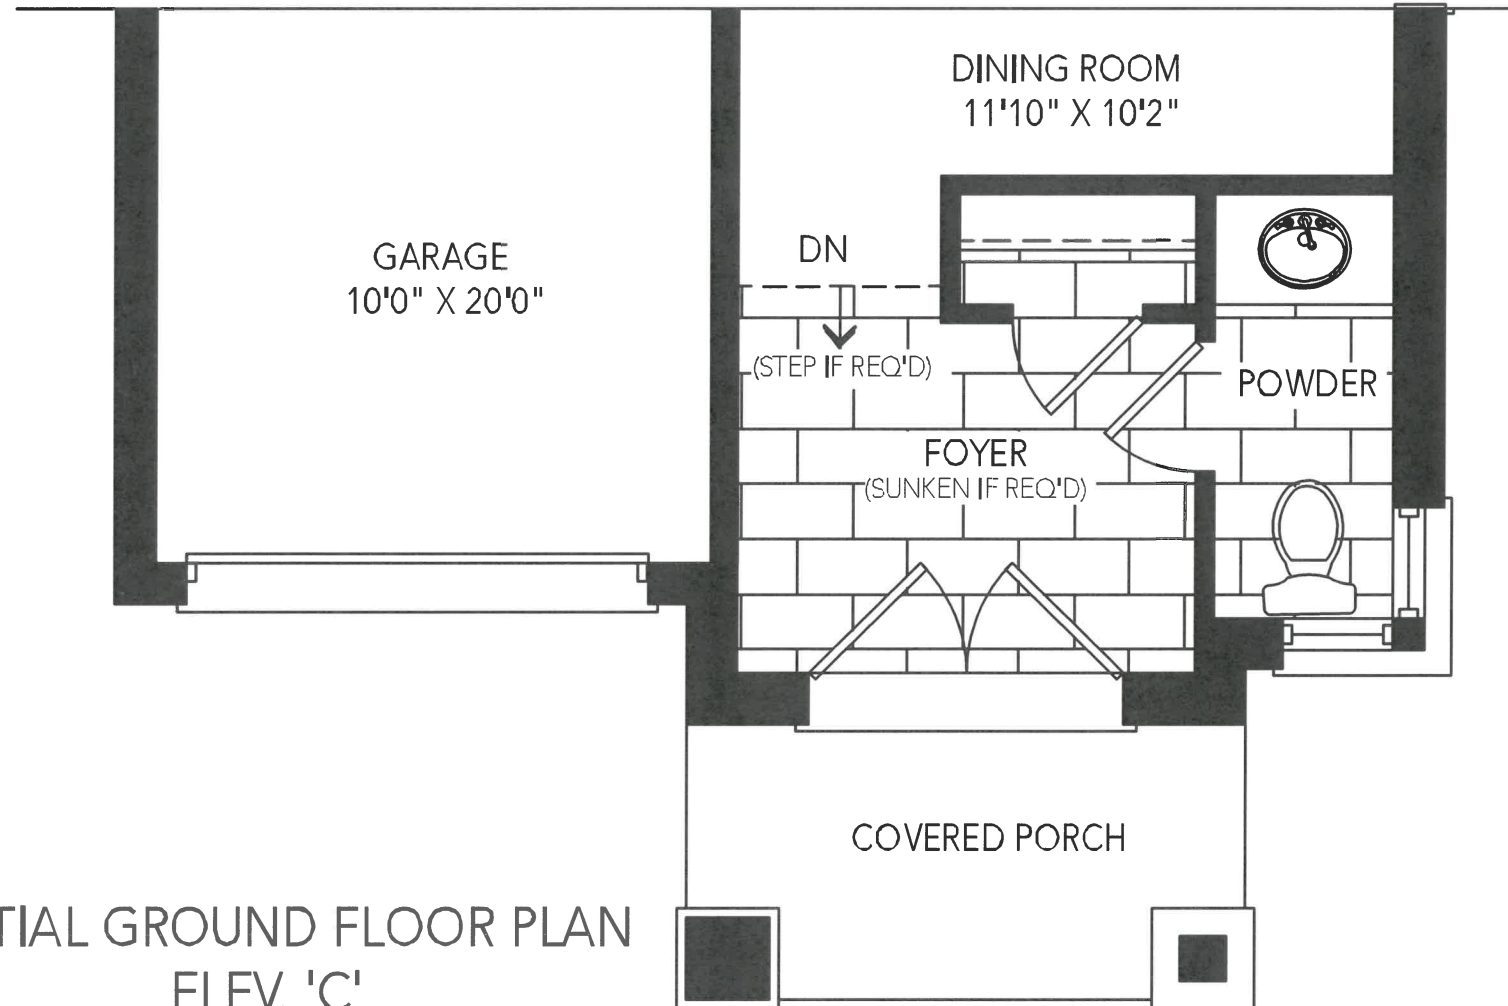 DINING ROOM
11'10" X 10'2"
GARAGE
10'0" X 20'0"
DN
(STEP IF REQ'D)
POWDER
FOYER
(SUNKEN IF REQ'D)
COVERED PORCH
TIAL GROUND FLOOR PLAN
ELEV. 'C'